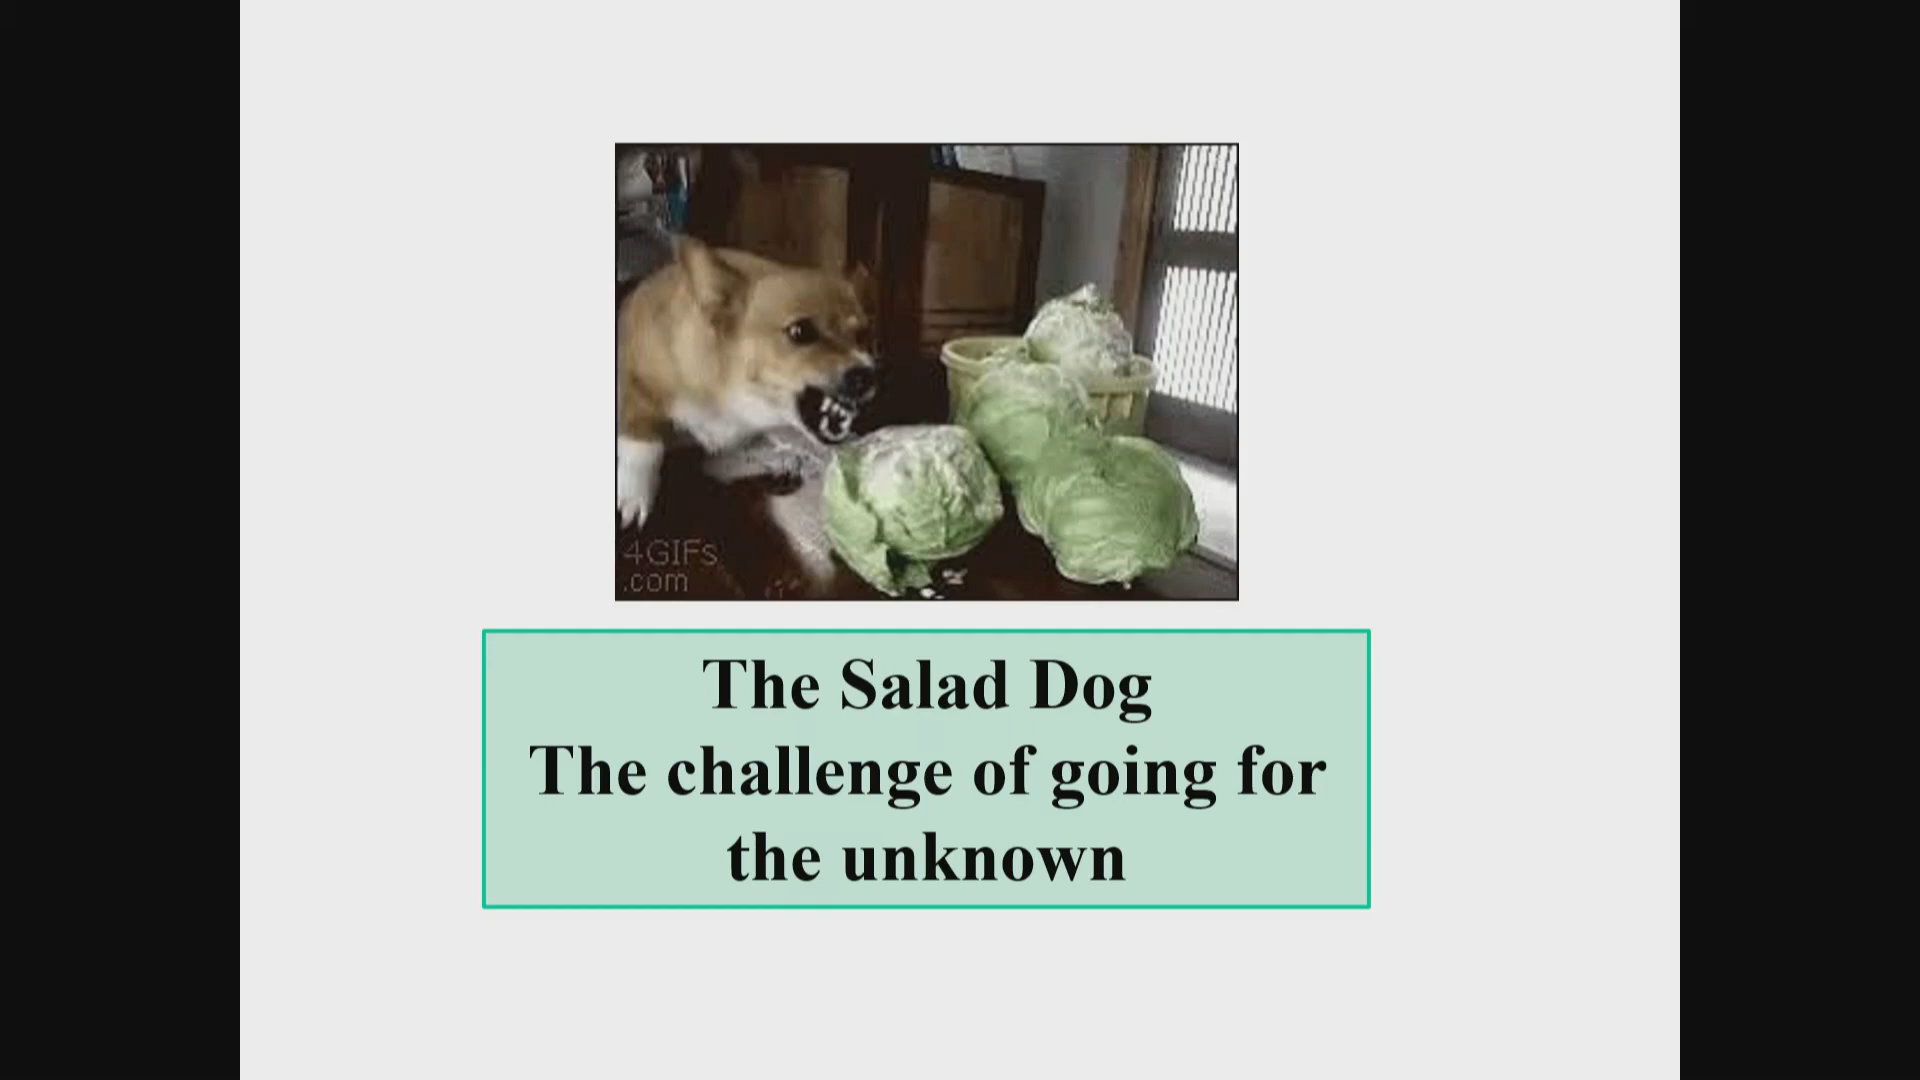 4GIFs
.com
The Salad Dog
The challenge of going for
the unknown